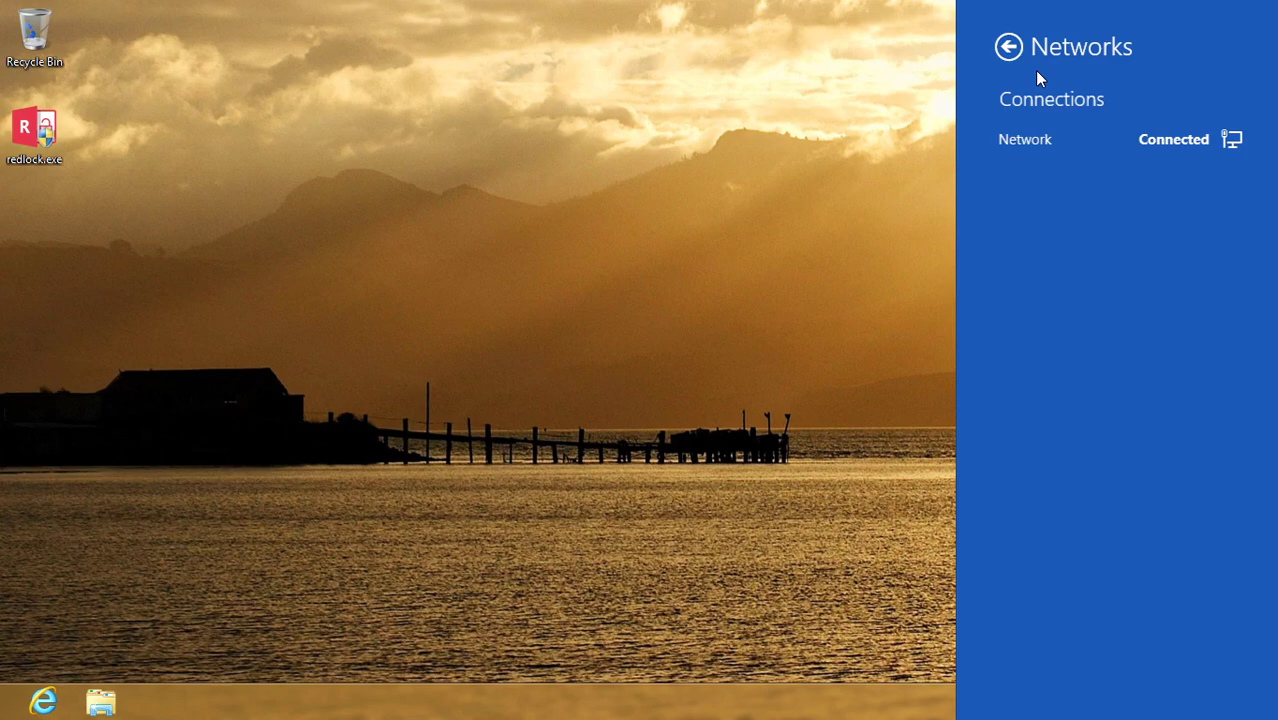 Recycle Bin
R
redlock.exe
Networks
Connections
Network Connected